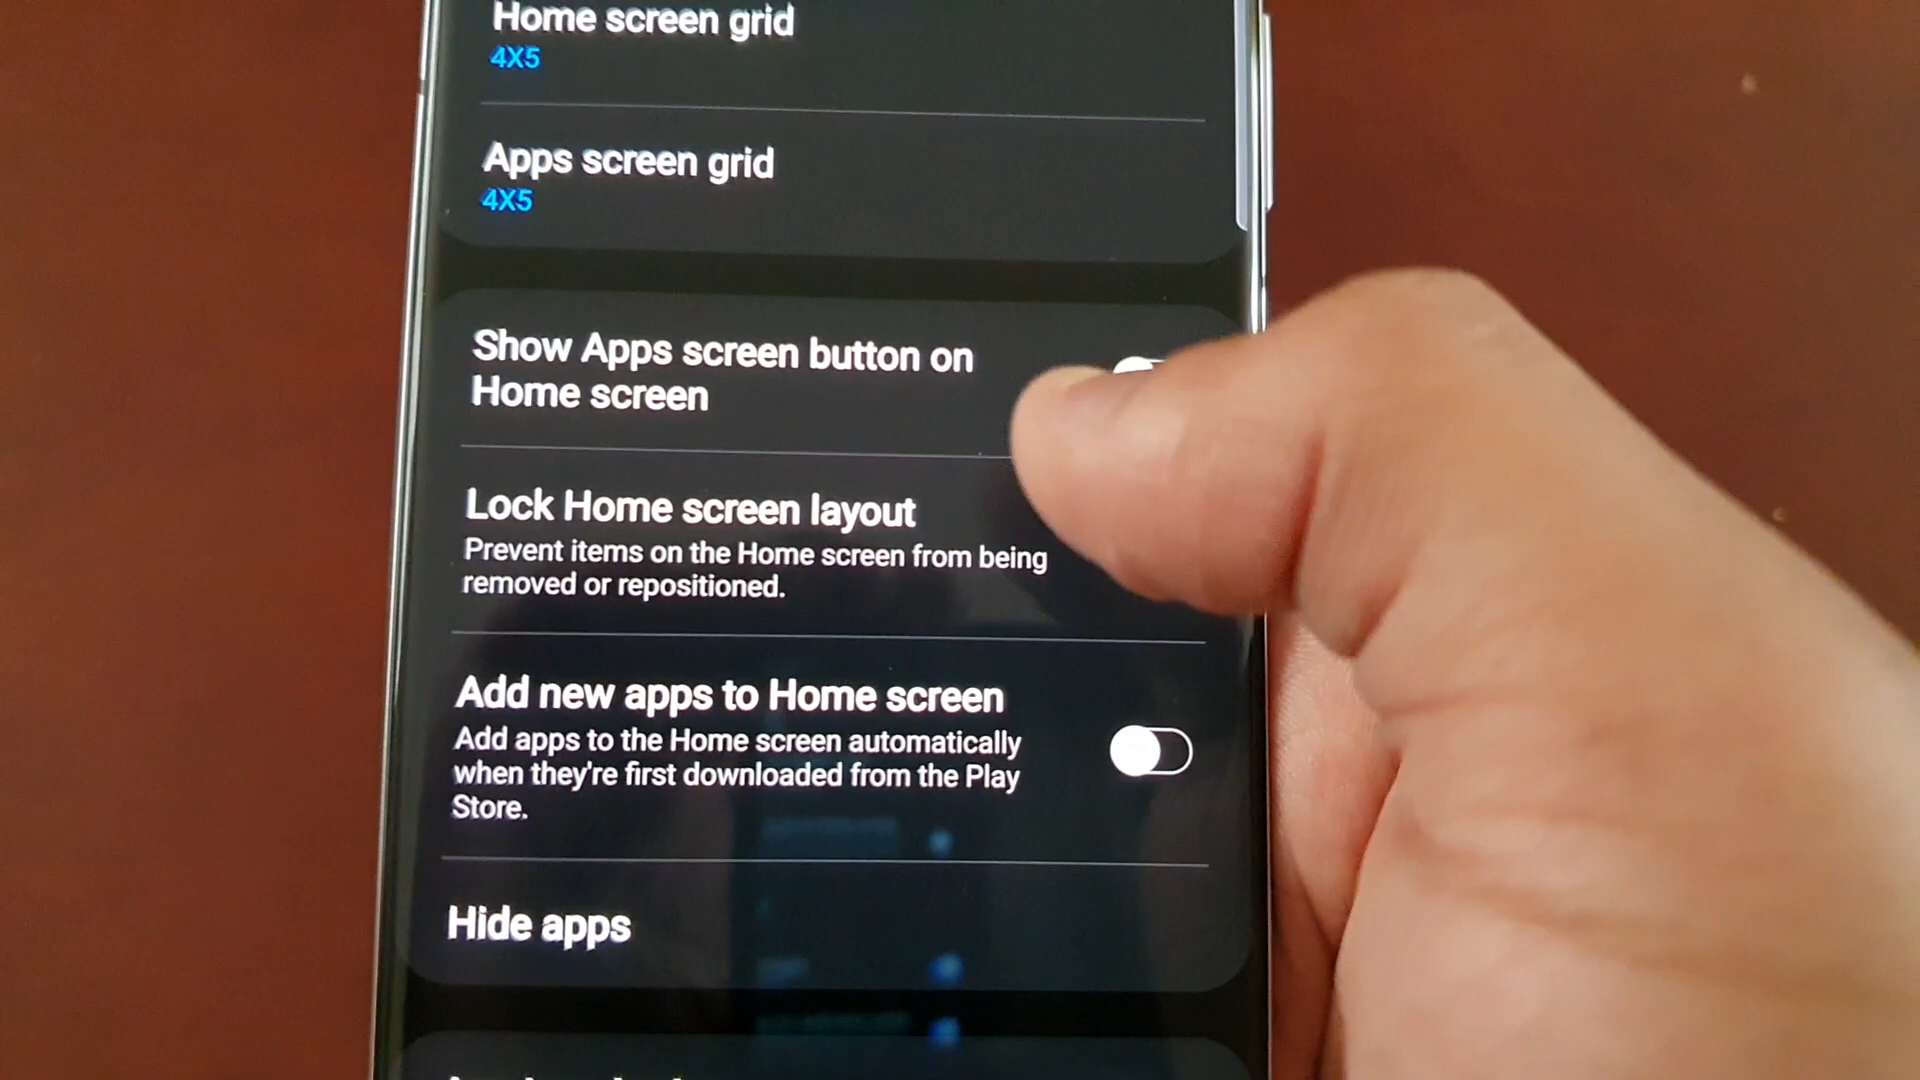 Home screen grid
4X5
Apps screen grid
4X5
Show Apps screen button on
Home screen
Lock Home screen layout
Prevent items on the Home screen from being
removed or repositioned.
Add new apps to Home screen
Add apps to the Home screen automatically
when they're first downloaded from the Play
Store.
Hide apps